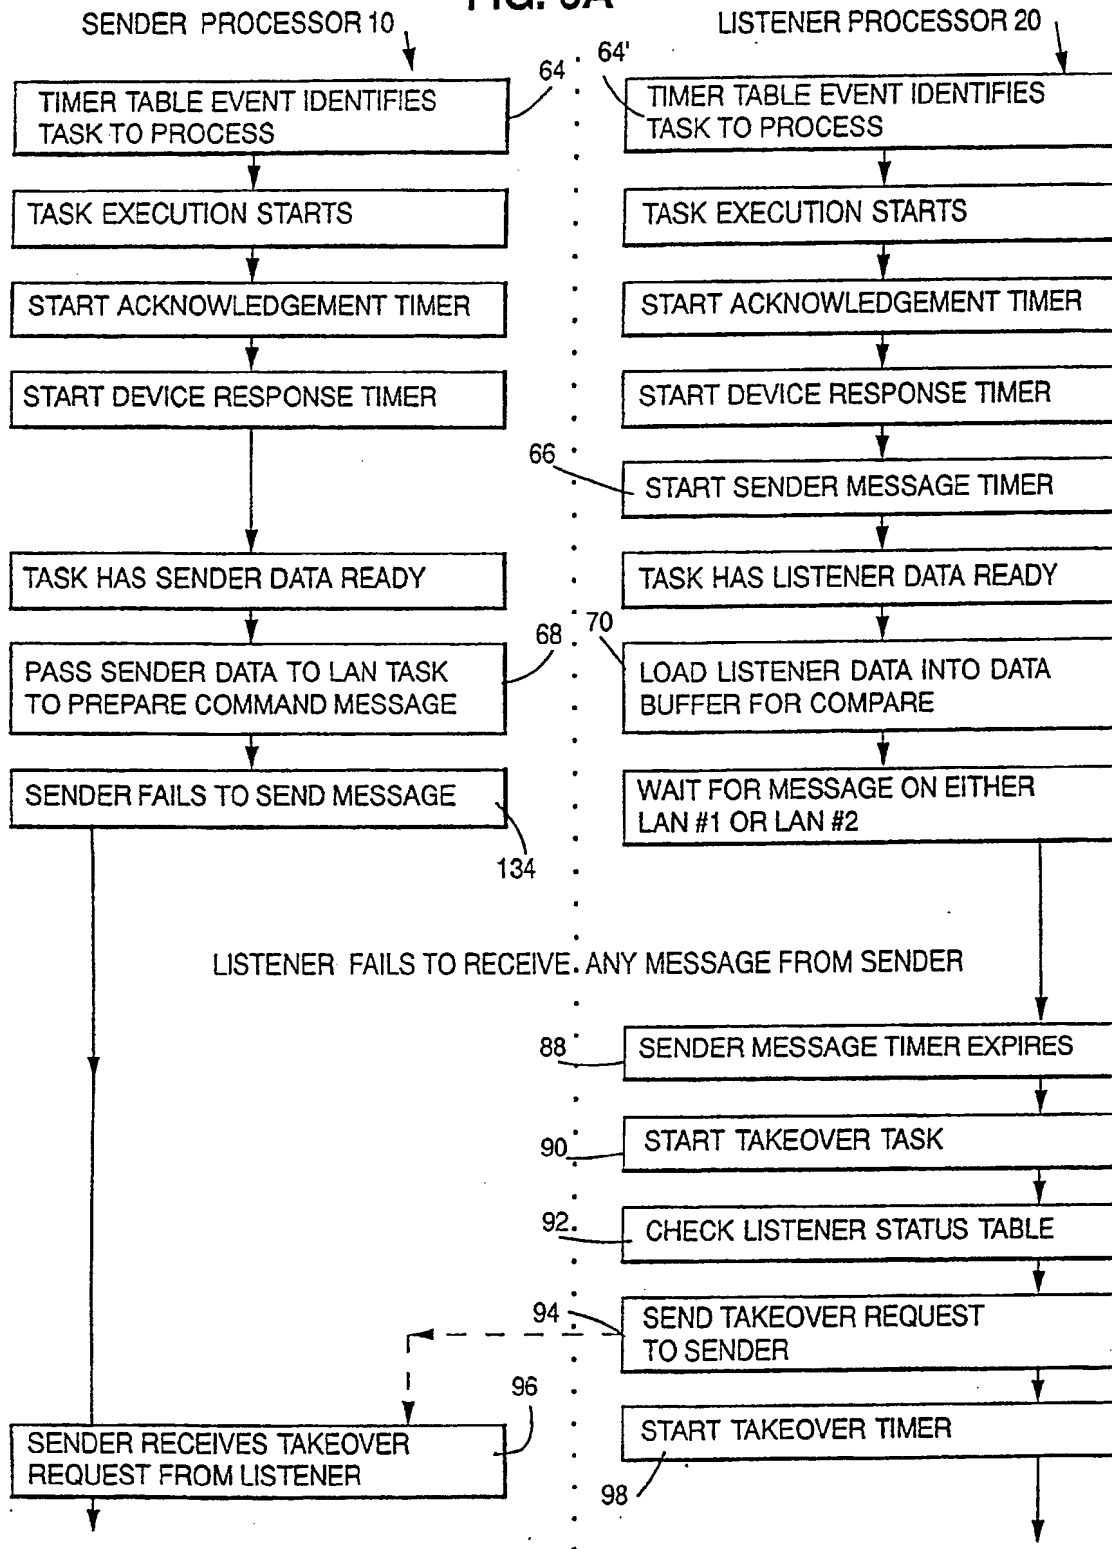 SENDER PROCESSOR 10
64
TIMER TABLE EVENT IDENTIFIES
TASK TO PROCESS
TASK EXECUTION STARTS
START ACKNOWLEDGEMENT TIMER
START DEVICE RESPONSE TIMER
TASK HAS SENDER DATA READY
68
PASS SENDER DATA TO LAN TASK
TO PREPARE COMMAND MESSAGE
SENDER FAILS TO SEND MESSAGE
134
LISTENER PROCESSOR 20
64'
TIMER TABLE EVENT IDENTIFIES
TASK TO PROCESS
TASK EXECUTION STARTS
START ACKNOWLEDGEMENT TIMER
START DEVICE RESPONSE TIMER
66
START SENDER MESSAGE TIMER
TASK HAS LISTENER DATA READY
70
LOAD LISTENER DATA INTO DATA
BUFFER FOR COMPARE
WAIT FOR MESSAGE ON EITHER
LAN #1 OR LAN #2
LISTENER FAILS TO RECEIVE ANY MESSAGE FROM SENDER
88
SENDER MESSAGE TIMER EXPIRES
90
START TAKEOVER TASK
92
CHECK LISTENER STATUS TABLE
94
SEND TAKEOVER REQUEST
TO SENDER
96
SENDER RECEIVES TAKEOVER
REQUEST FROM LISTENER
START TAKEOVER TIMER
98